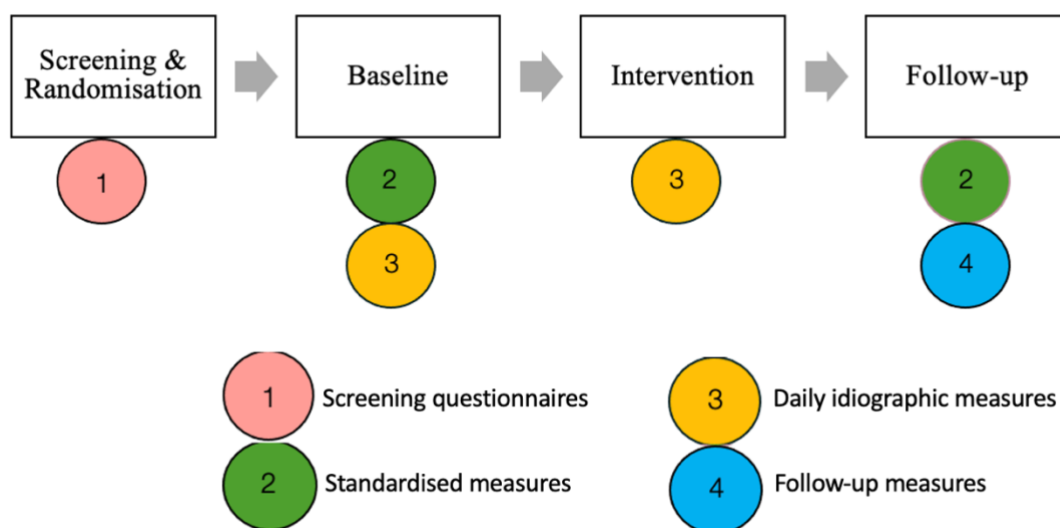 Screening &
Randomisation
Baseline
Intervention
Follow-up
1
2
3
2
3
4
1 Screening questionnaires
3 Daily idiographic measures
2 Standardised measures
4 Follow-up measures